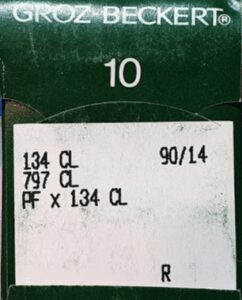 GROZ-BECKERT®
10
134 CL 90/14
797 CL
PF x 134 CL
R